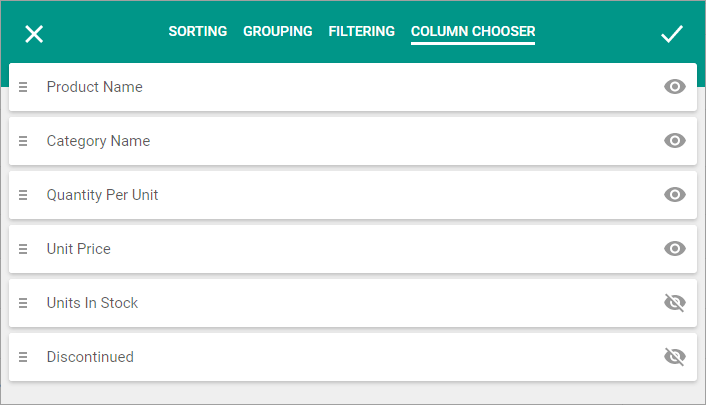 SORTING GROUPING FILTERING COLUMN CHOOSER
Product Name
Category Name
Quantity Per Unit
Unit Price
Units In Stock
Discontinued